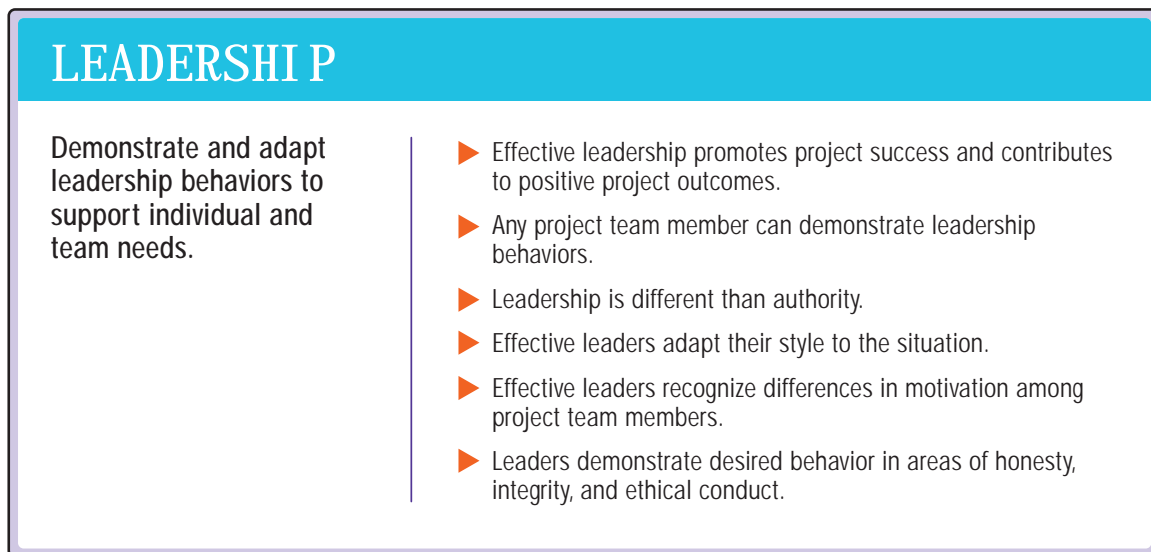 LEADERSHIP
Demonstrate and adapt
leadership behaviors to
support individual and
team needs.
Effective leadership promotes project success and contributes
to positive project outcomes.
Any project team member can demonstrate leadership
behaviors.
Leadership is different than authority.
Effective leaders adapt their style to the situation.
Effective leaders recognize differences in motivation among
project team members.
Leaders demonstrate desired behavior in areas of honesty,
integrity, and ethical conduct.